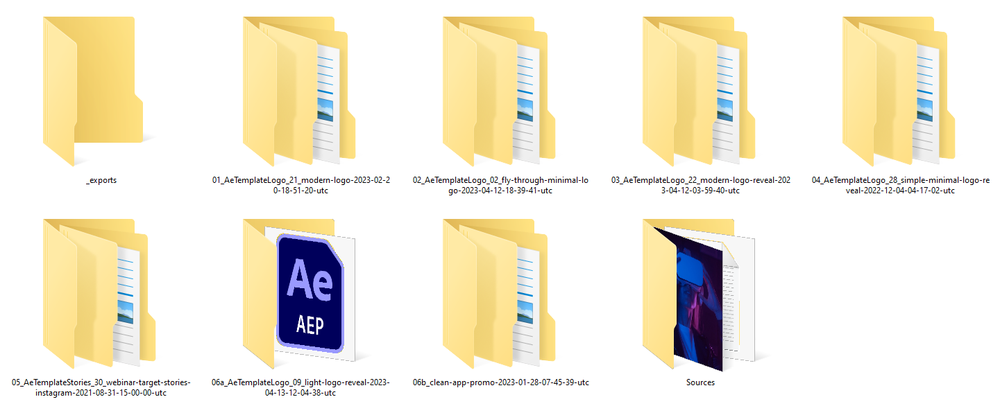 _exports
01_AeTemplateLogo_21_modern-logo-2023-02-2
0-18-51-20-utc
02_AeTemplateLogo_02_fly-through-minimal-lo
go-2023-04-12-18-39-41-utc
03_AeTemplateLogo_22_modern-logo-reveal-202
3-04-12-03-59-40-utc
04_AeTemplateLogo_28_simple-minimal-logo-re
veal-2022-12-04-04-17-02-utc
Ae
AEP
05_AeTemplateStories_30_webinar-target-stories-
instagram-2021-08-31-15-00-00-utc
06a_AeTemplateLogo_09_light-logo-reveal-2023-
04-13-12-04-38-utc
06b_clean-app-promo-2023-01-28-07-45-39-utc
Sources